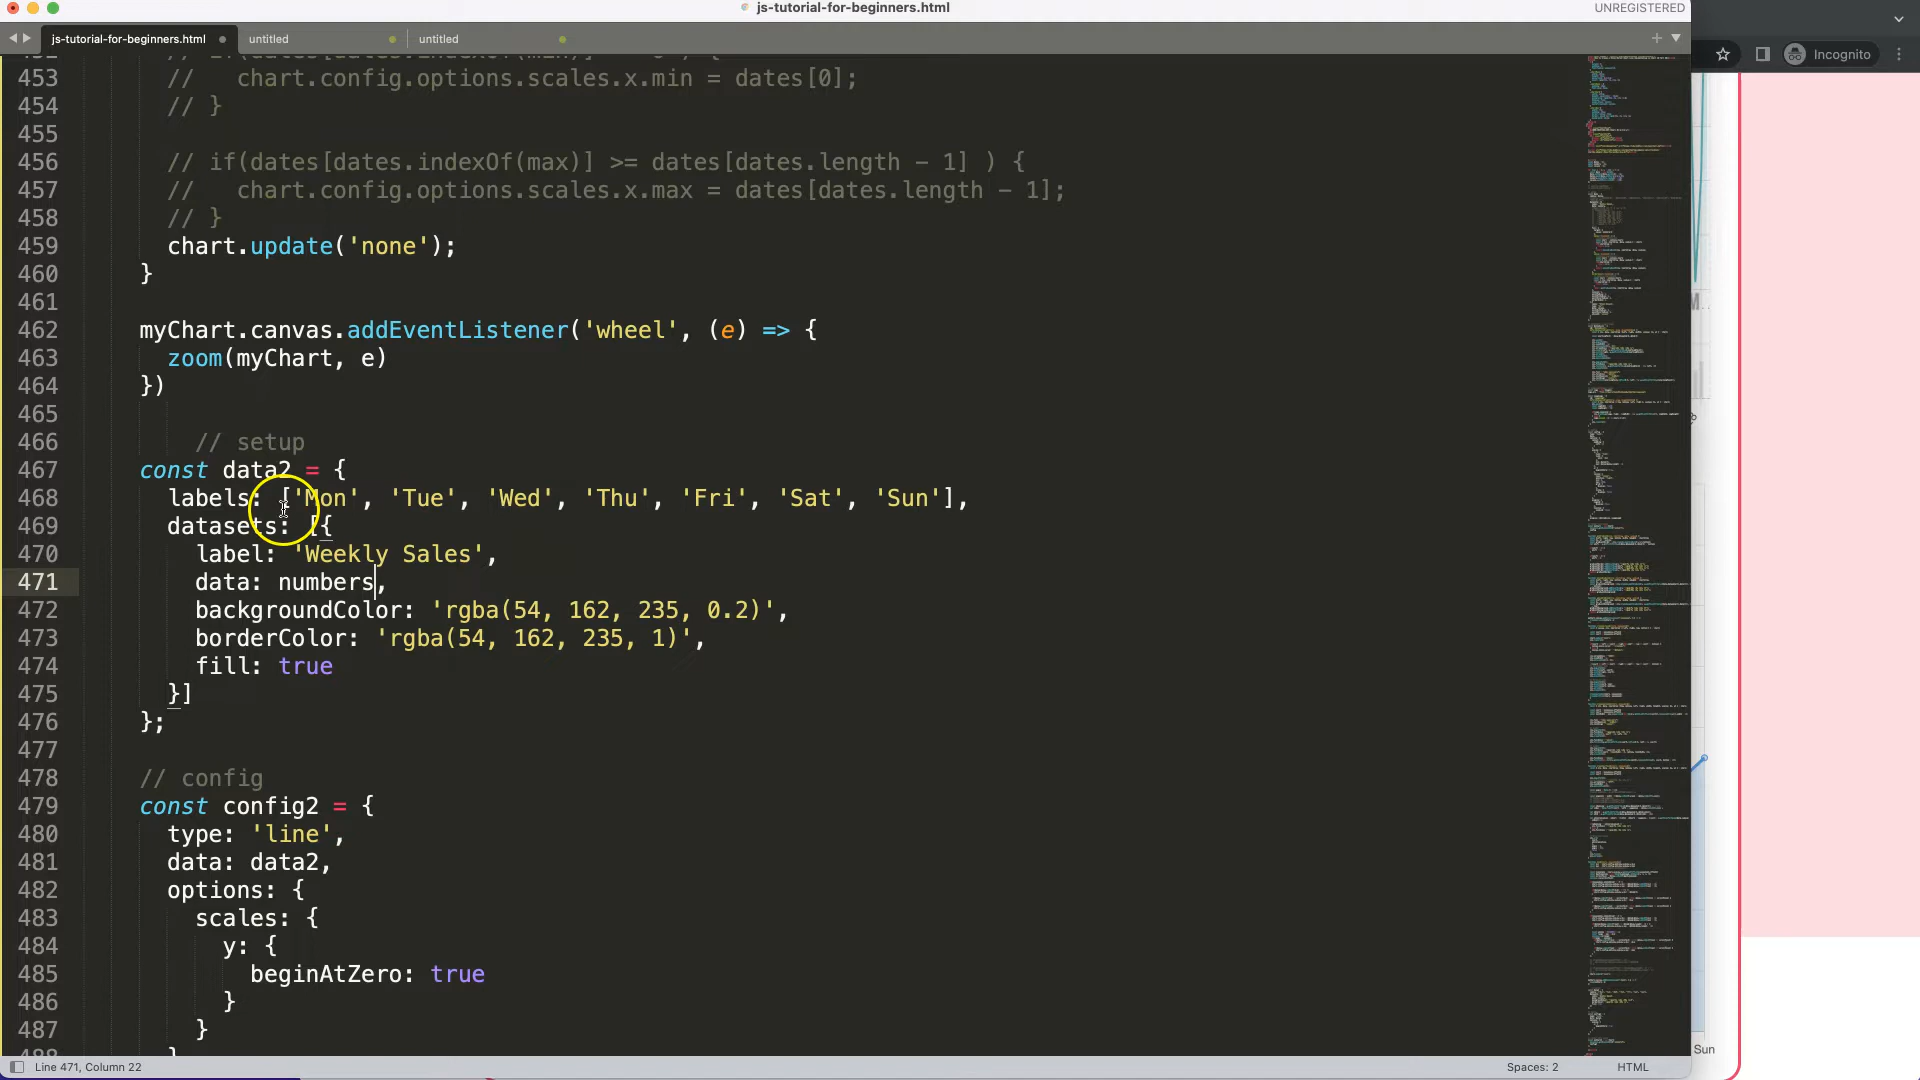 js-tutorial-for-beginners.html
UNREGISTERED
js-tutorial-for-beginners.html
untitled
untitled
Incognito
453 // chart.config.options.scales.x.min = dates[0];
454 // }
455
456 // if(dates[dates.indexOf(max)] >= dates[dates.length - 1] ) {
457 // chart.config.options.scales.x.max = dates[dates.length - 1];
458 // }
459 chart.update('none');
460 }
461
462 myChart.canvas.addEventListener('wheel', (e) => {
463 zoom(myChart, e)
464 })
465
466 // setup
467 const data2 = {
468 labels: ['Mon', 'Tue', 'Wed', 'Thu', 'Fri', 'Sat', 'Sun'],
469 datasets: [{
470 label: 'Weekly Sales',
471 data: numbers,
472 backgroundColor: 'rgba(54, 162, 235, 0.2)',
473 borderColor: 'rgba(54, 162, 235, 1)',
474 fill: true
475 }]
476 };
477
478 // config
479 const config2 = {
480 type: 'line',
481 data: data2,
482 options: {
483 scales: {
484 y: {
485 beginAtZero: true
486 }
487 }
Sun
Line 471, Column 22
Spaces: 2
HTML